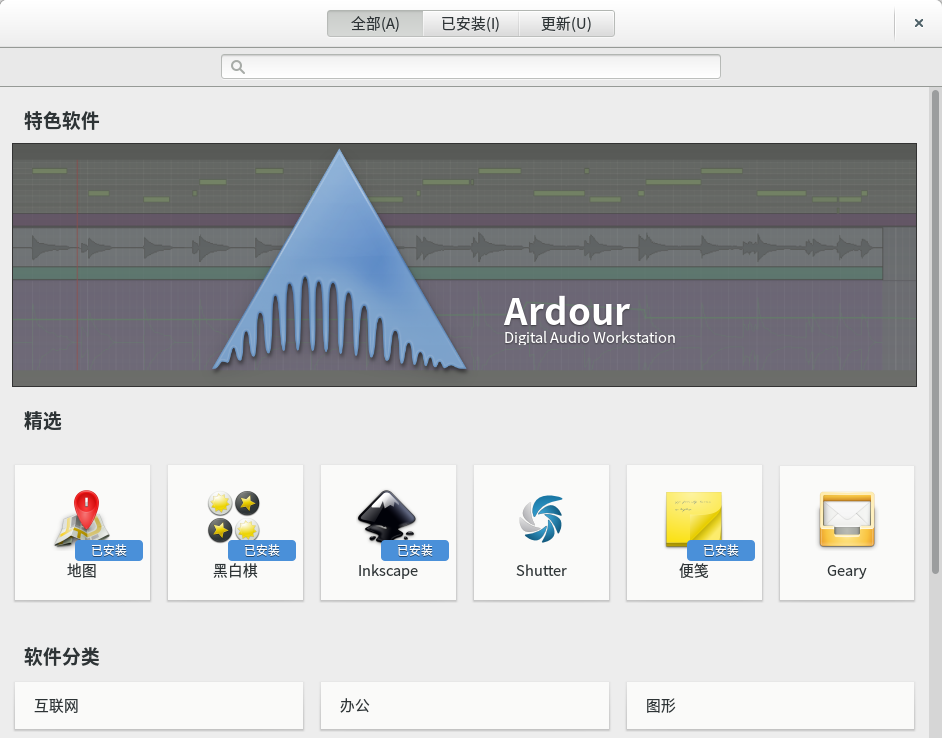 全部(A) 已安装(I) 更新(U)
特色软件
Ardour
Digital Audio Workstation
精选
已安装 已安装 已安装 已安装
地图 黑白棋 Inkscape Shutter 便笺 Geary
软件分类
互联网 办公 图形